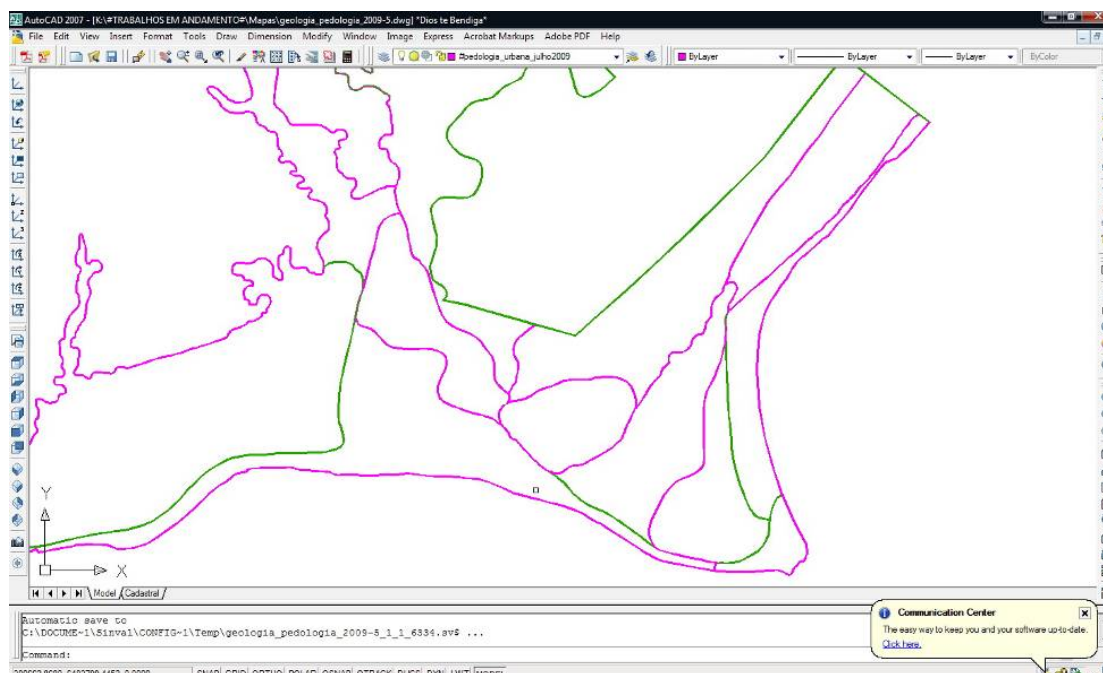 AutoCAD 2007 - [K:\#TRABALHOS EM ANDAMENTO#\Mapas\geologia_pedologia_2009-5.dwg] *Dios te Bendiga*
File Edit View Insert Format Tools Draw Dimension Modify Window Image Express Acrobat Markups Adobe PDF Help
#pedologia_urbana_julho2009 ByLayer ByLayer ByLayer ByColor
Y
X
Model Cadastral
Automatic save to
C:\DOCUME~1\Sinval\CONFIG~1\Temp\geologia_pedologia_2009-5_1_1_6334.sv$ ...
Command:
Communication Center
The easy way to keep you and your software up-to-date.
Click here.
SNAP GRID ORTHO POLAR OSNAP OTRACK DUCS DYN LWT MODEL